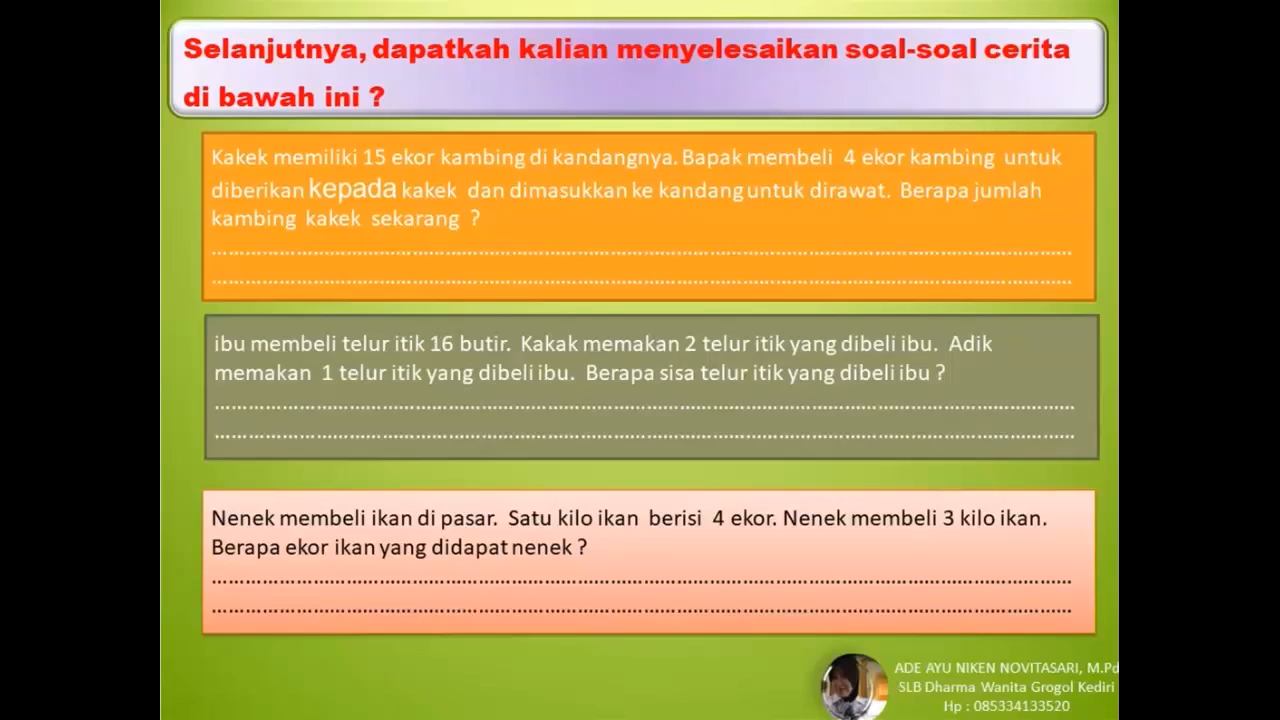 Selanjutnya, dapatkah kalian menyelesaikan soal-soal cerita
di bawah ini ?
Kakek memiliki 15 ekor kambing di kandangnya. Bapak membeli 4 ekor kambing untuk
diberikan kepada kakek dan dimasukkan ke kandang untuk dirawat. Berapa jumlah
kambing kakek sekarang ?
……………………………………………………………………………………………………………………………………
……………………………………………………………………………………………………………………………………
ibu membeli telur itik 16 butir. Kakak memakan 2 telur itik yang dibeli ibu. Adik
memakan 1 telur itik yang dibeli ibu. Berapa sisa telur itik yang dibeli ibu ?
……………………………………………………………………………………………………………………………………
……………………………………………………………………………………………………………………………………
Nenek membeli ikan di pasar. Satu kilo ikan berisi 4 ekor. Nenek membeli 3 kilo ikan.
Berapa ekor ikan yang didapat nenek ?
……………………………………………………………………………………………………………………………………
……………………………………………………………………………………………………………………………………
ADE AYU NIKEN NOVITASARI, M.Pd
SLB Dharma Wanita Grogol Kediri
Hp : 085334133520